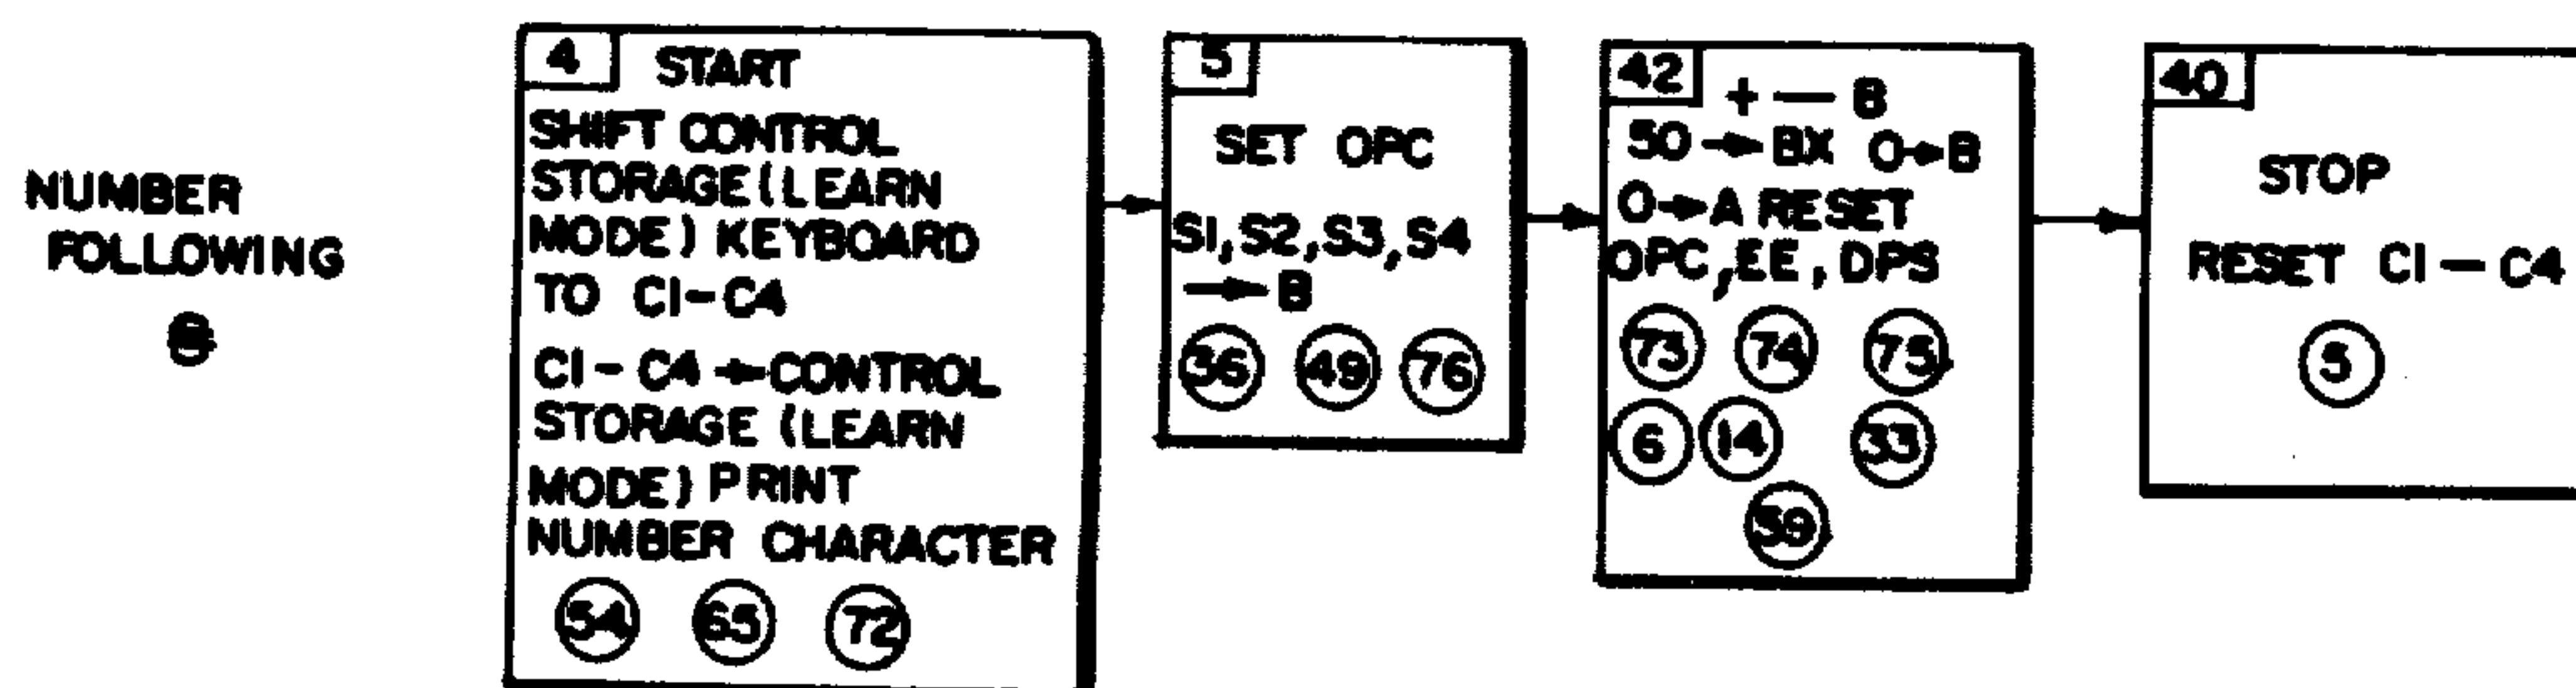 NUMBER
FOLLOWING
4 START
SHIFT CONTROL
STORAGE (LEARN
MODE) KEYBOARD
TO C1-C4
C1-C4 → CONTROL
STORAGE (LEARN
MODE) PRINT
NUMBER CHARACTER
54 65 72
5
SET OPC
S1, S2, S3, S4
→ B
36 49 76
42 + — B
50 → BX 0 → B
0 → A RESET
OPC, EE, DPS
73 74 75
6 14 33
39
40
STOP
RESET C1 — C4
5